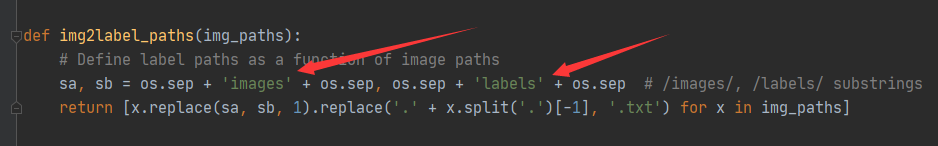 def img2label_paths(img_paths):
# Define label paths as a function of image paths
sa, sb = os.sep + 'images' + os.sep, os.sep + 'labels' + os.sep  # /images/, /labels/ substrings
return [x.replace(sa, sb, 1).replace('.' + x.split('.')[-1], '.txt') for x in img_paths]